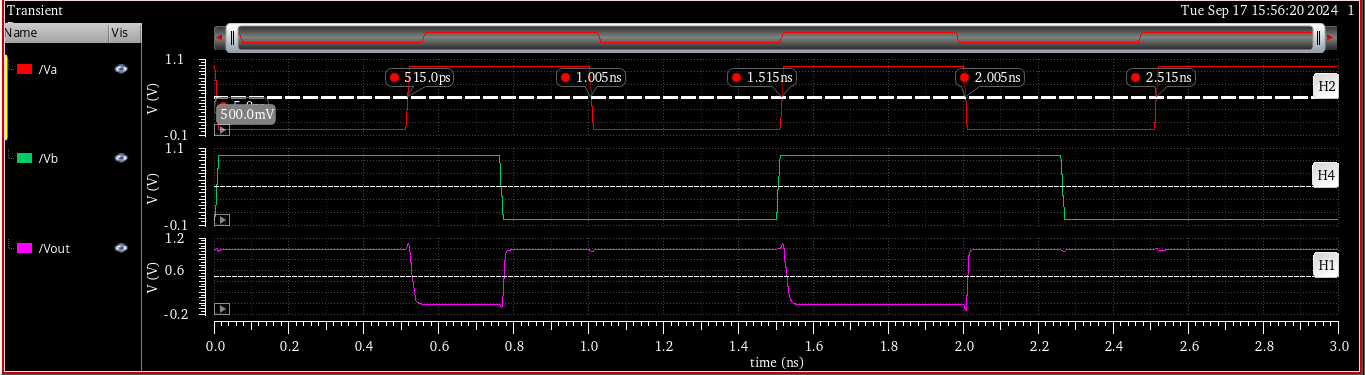 Transient Tue Sep 17 15:56:20 2024 1
Name Vis
/Va
/Vb
/Vout
1.1
V (V)
-0.1
515.0ps 1.005ns 1.515ns 2.005ns 2.515ns
500.mV
H2
1.1
V (V)
-0.1
H4
1.2
0.6
V (V)
-0.2
H1
0.0 0.2 0.4 0.6 0.8 1.0 1.2 1.4 1.6 1.8 2.0 2.2 2.4 2.6 2.8 3.0
time (ns)